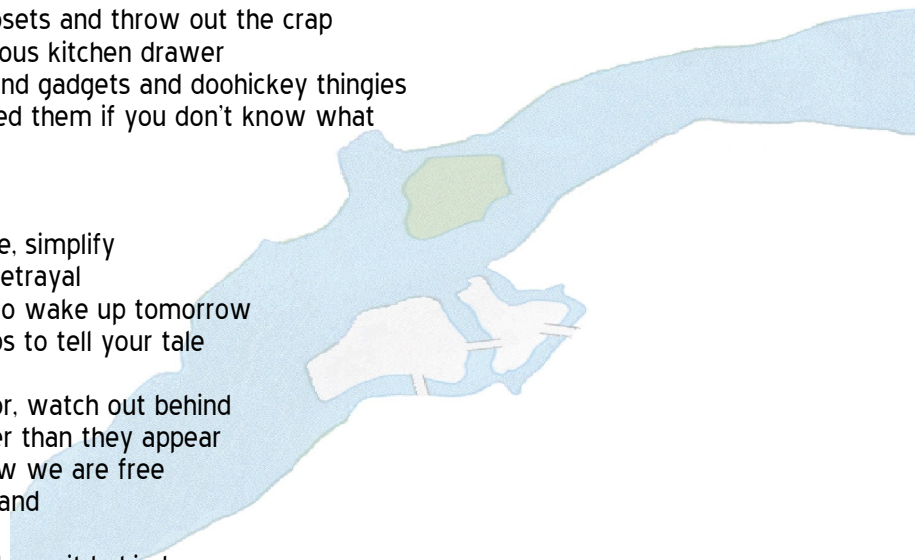 osets and throw out the crap
ous kitchen drawer
nd gadgets and doohickey thingies
ed them if you don't know what
e, simplify
etrayal
o wake up tomorrow
os to tell your tale
or, watch out behind
er than they appear
w we are free
and